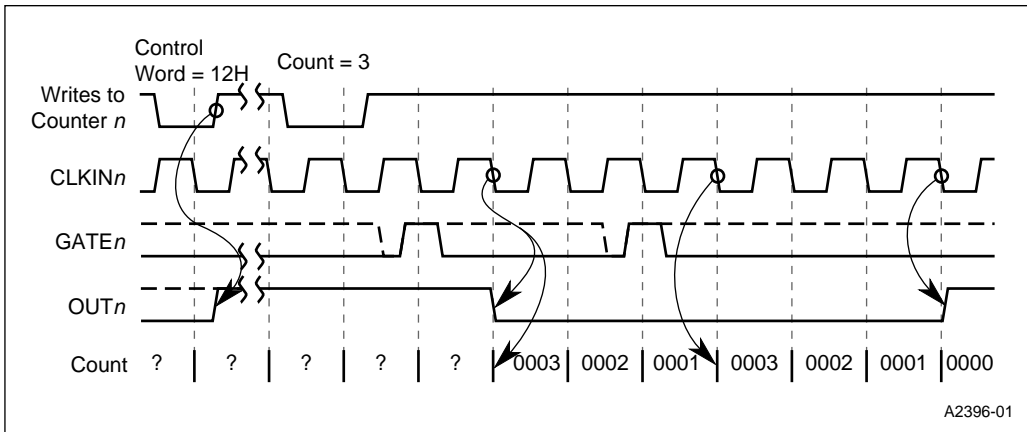 Control
Word = 12H
Count = 3
Writes to
Counter n
CLKINn
GATEn
OUTn
Count ? ? ? ? ? 0003 0002 0001 0003 0002 0001 0000
A2396-01